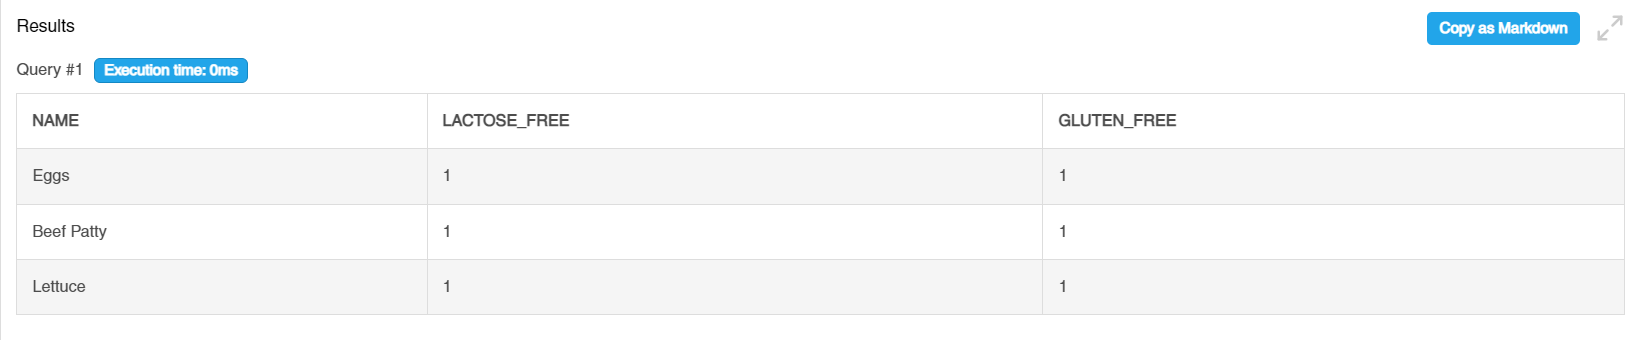 Results
Copy as Markdown
Query #1 Execution time: 0ms
NAME LACTOSE_FREE GLUTEN_FREE
Eggs 1 1
Beef Patty 1 1
Lettuce 1 1